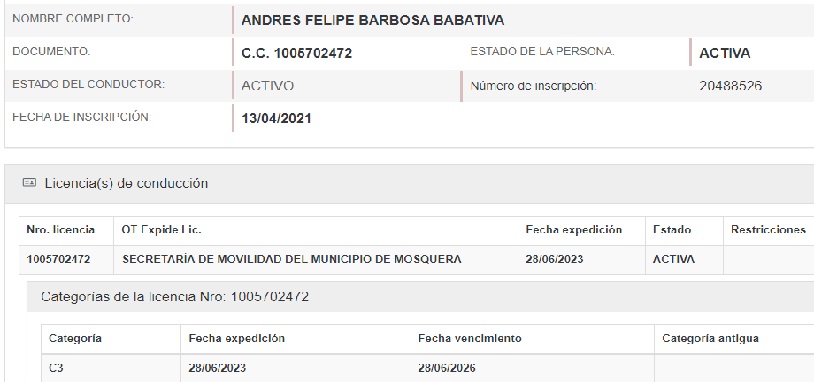 NOMBRE COMPLETO: ANDRES FELIPE BARBOSA BABATIVA
DOCUMENTO: C.C. 1005702472 ESTADO DE LA PERSONA: ACTIVA
ESTADO DEL CONDUCTOR: ACTIVO Número de inscripción: 20488526
FECHA DE INSCRIPCIÓN: 13/04/2021
Licencia(s) de conducción
Nro. licencia OT Expide Lic. Fecha expedición Estado Restricciones
1005702472 SECRETARÍA DE MOVILIDAD DEL MUNICIPIO DE MOSQUERA 28/06/2023 ACTIVA
Categorías de la licencia Nro: 1005702472
Categoría Fecha expedición Fecha vencimiento Categoría antigua
C3 28/06/2023 28/06/2026